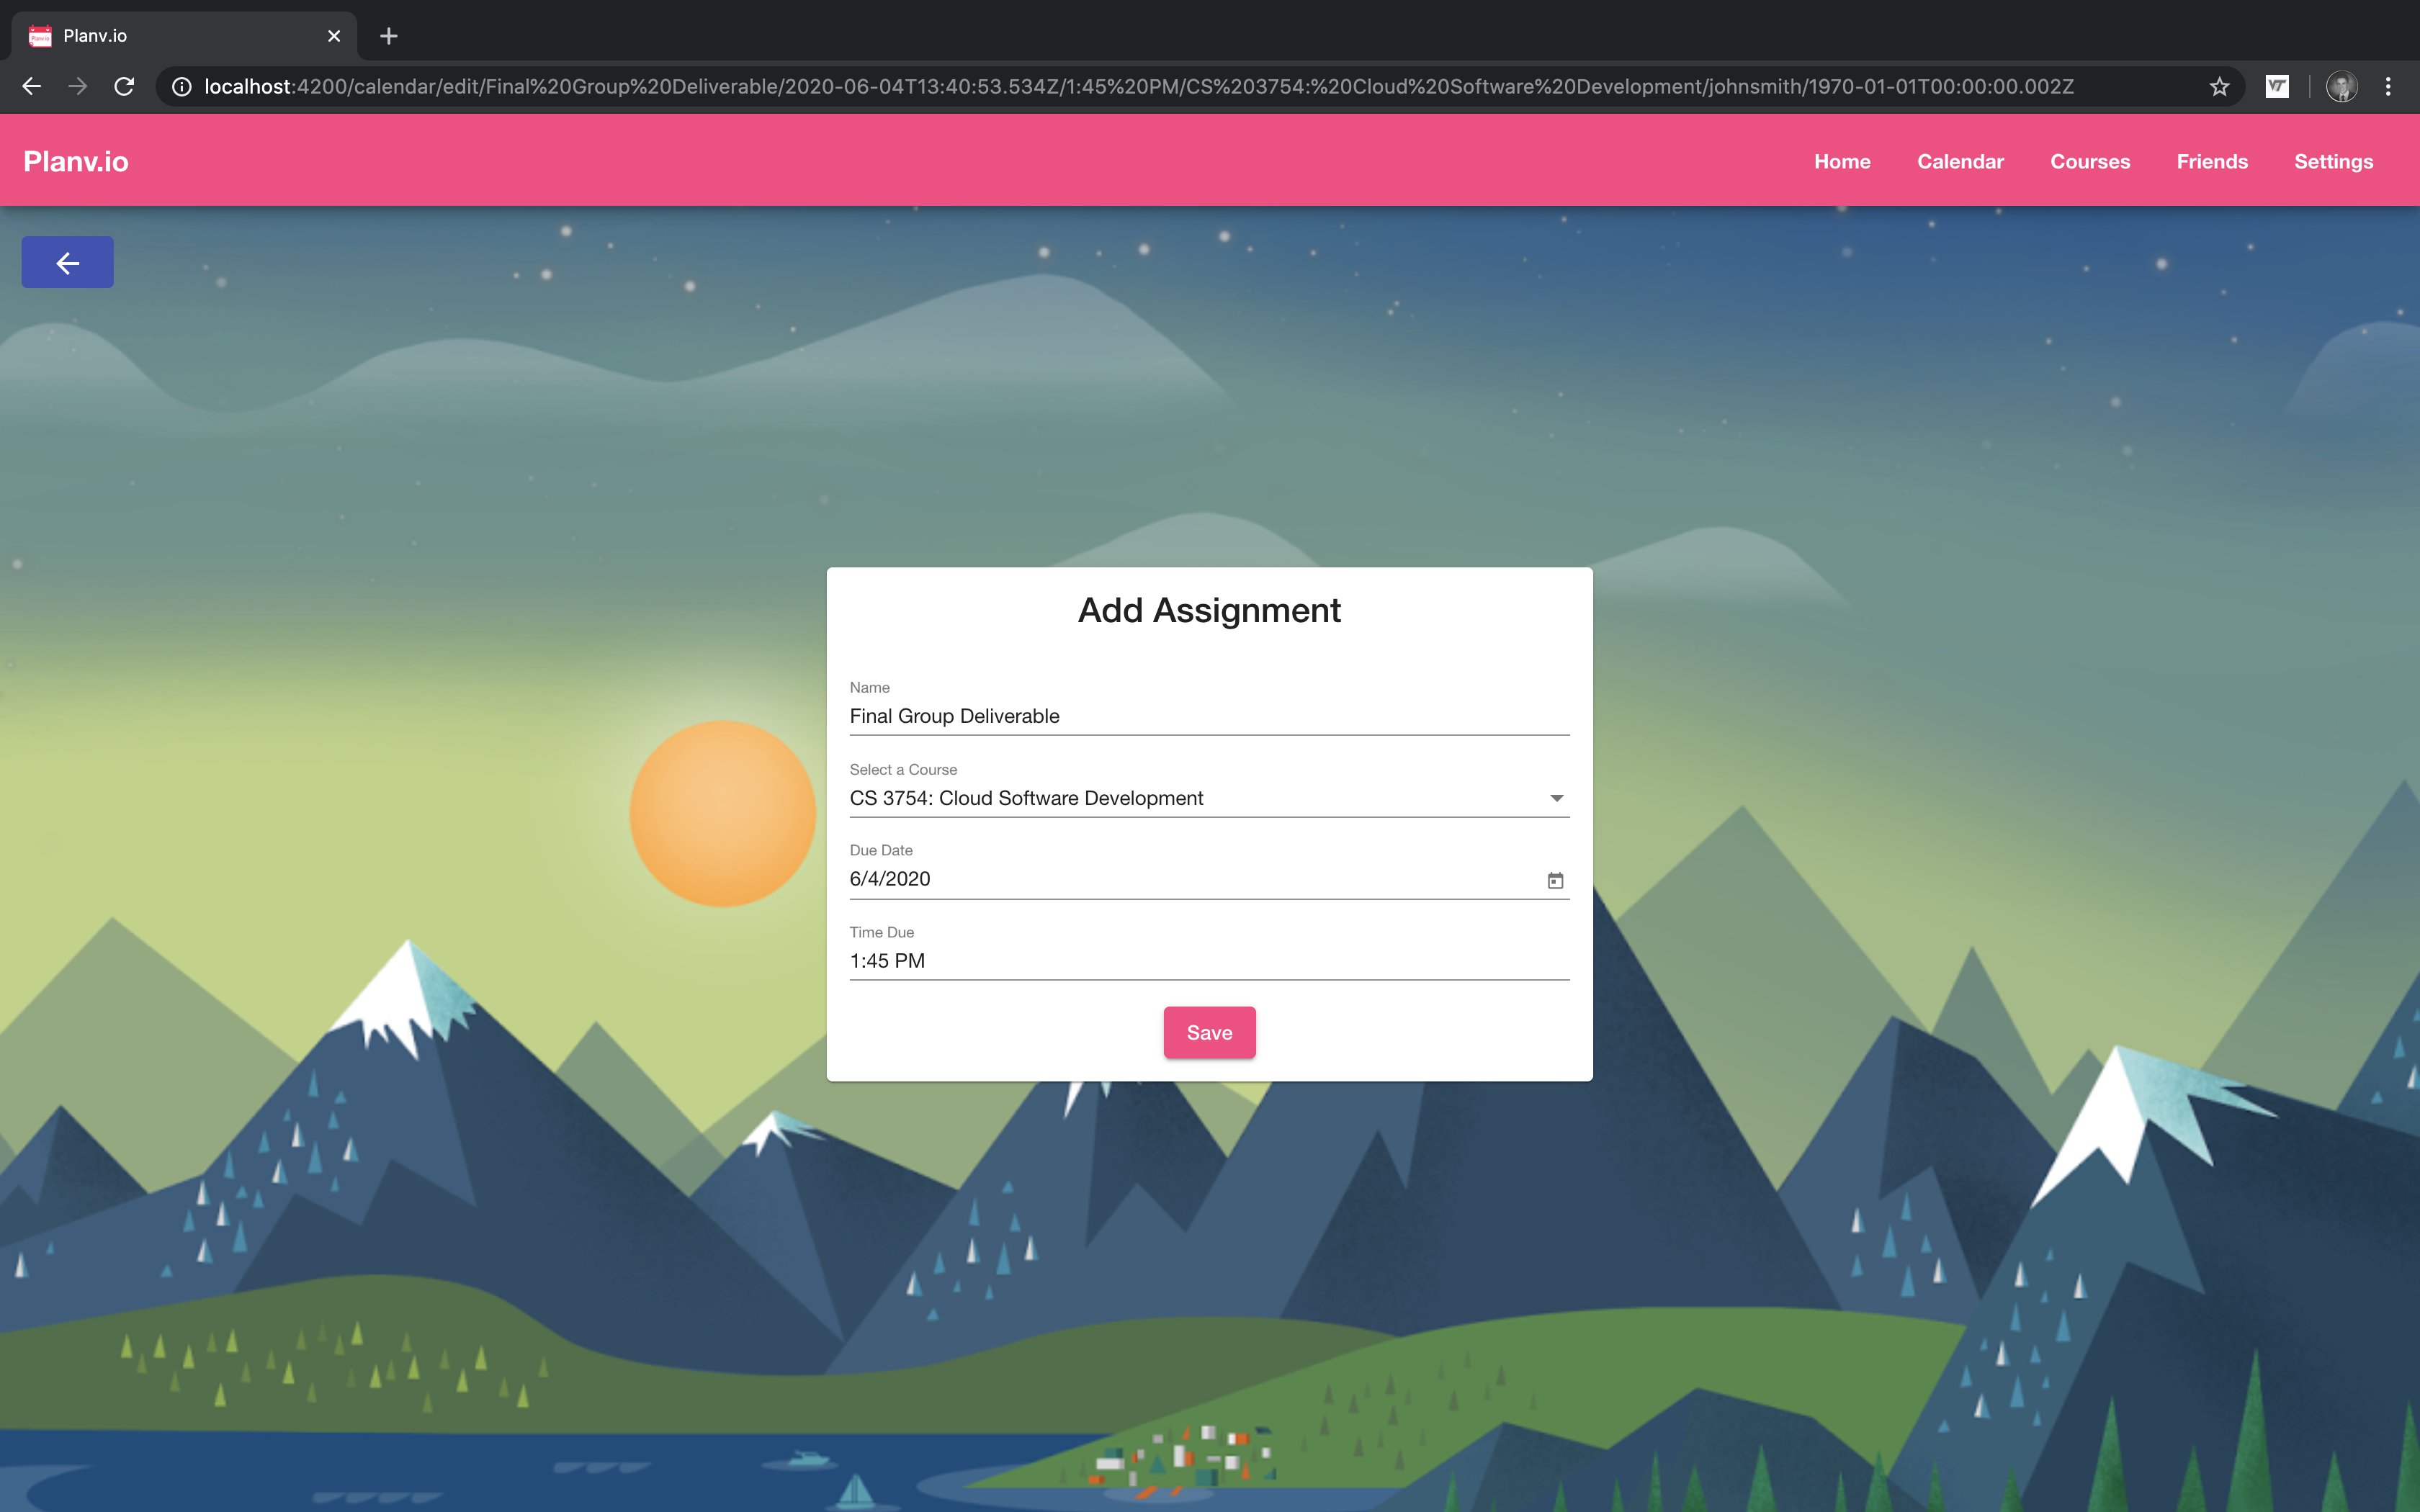 Planv.io
localhost:4200/calendar/edit/Final%20Group%20Deliverable/2020-06-04T13:40:53.534Z/1:45%20PM/CS%203754:%20Cloud%20Software%20Development/johnsmith/1970-01-01T00:00:00.002Z
VT
Planv.io Home Calendar Courses Friends Settings
Add Assignment
Name
Final Group Deliverable
Select a Course
CS 3754: Cloud Software Development
Due Date
6/4/2020
Time Due
1:45 PM
Save